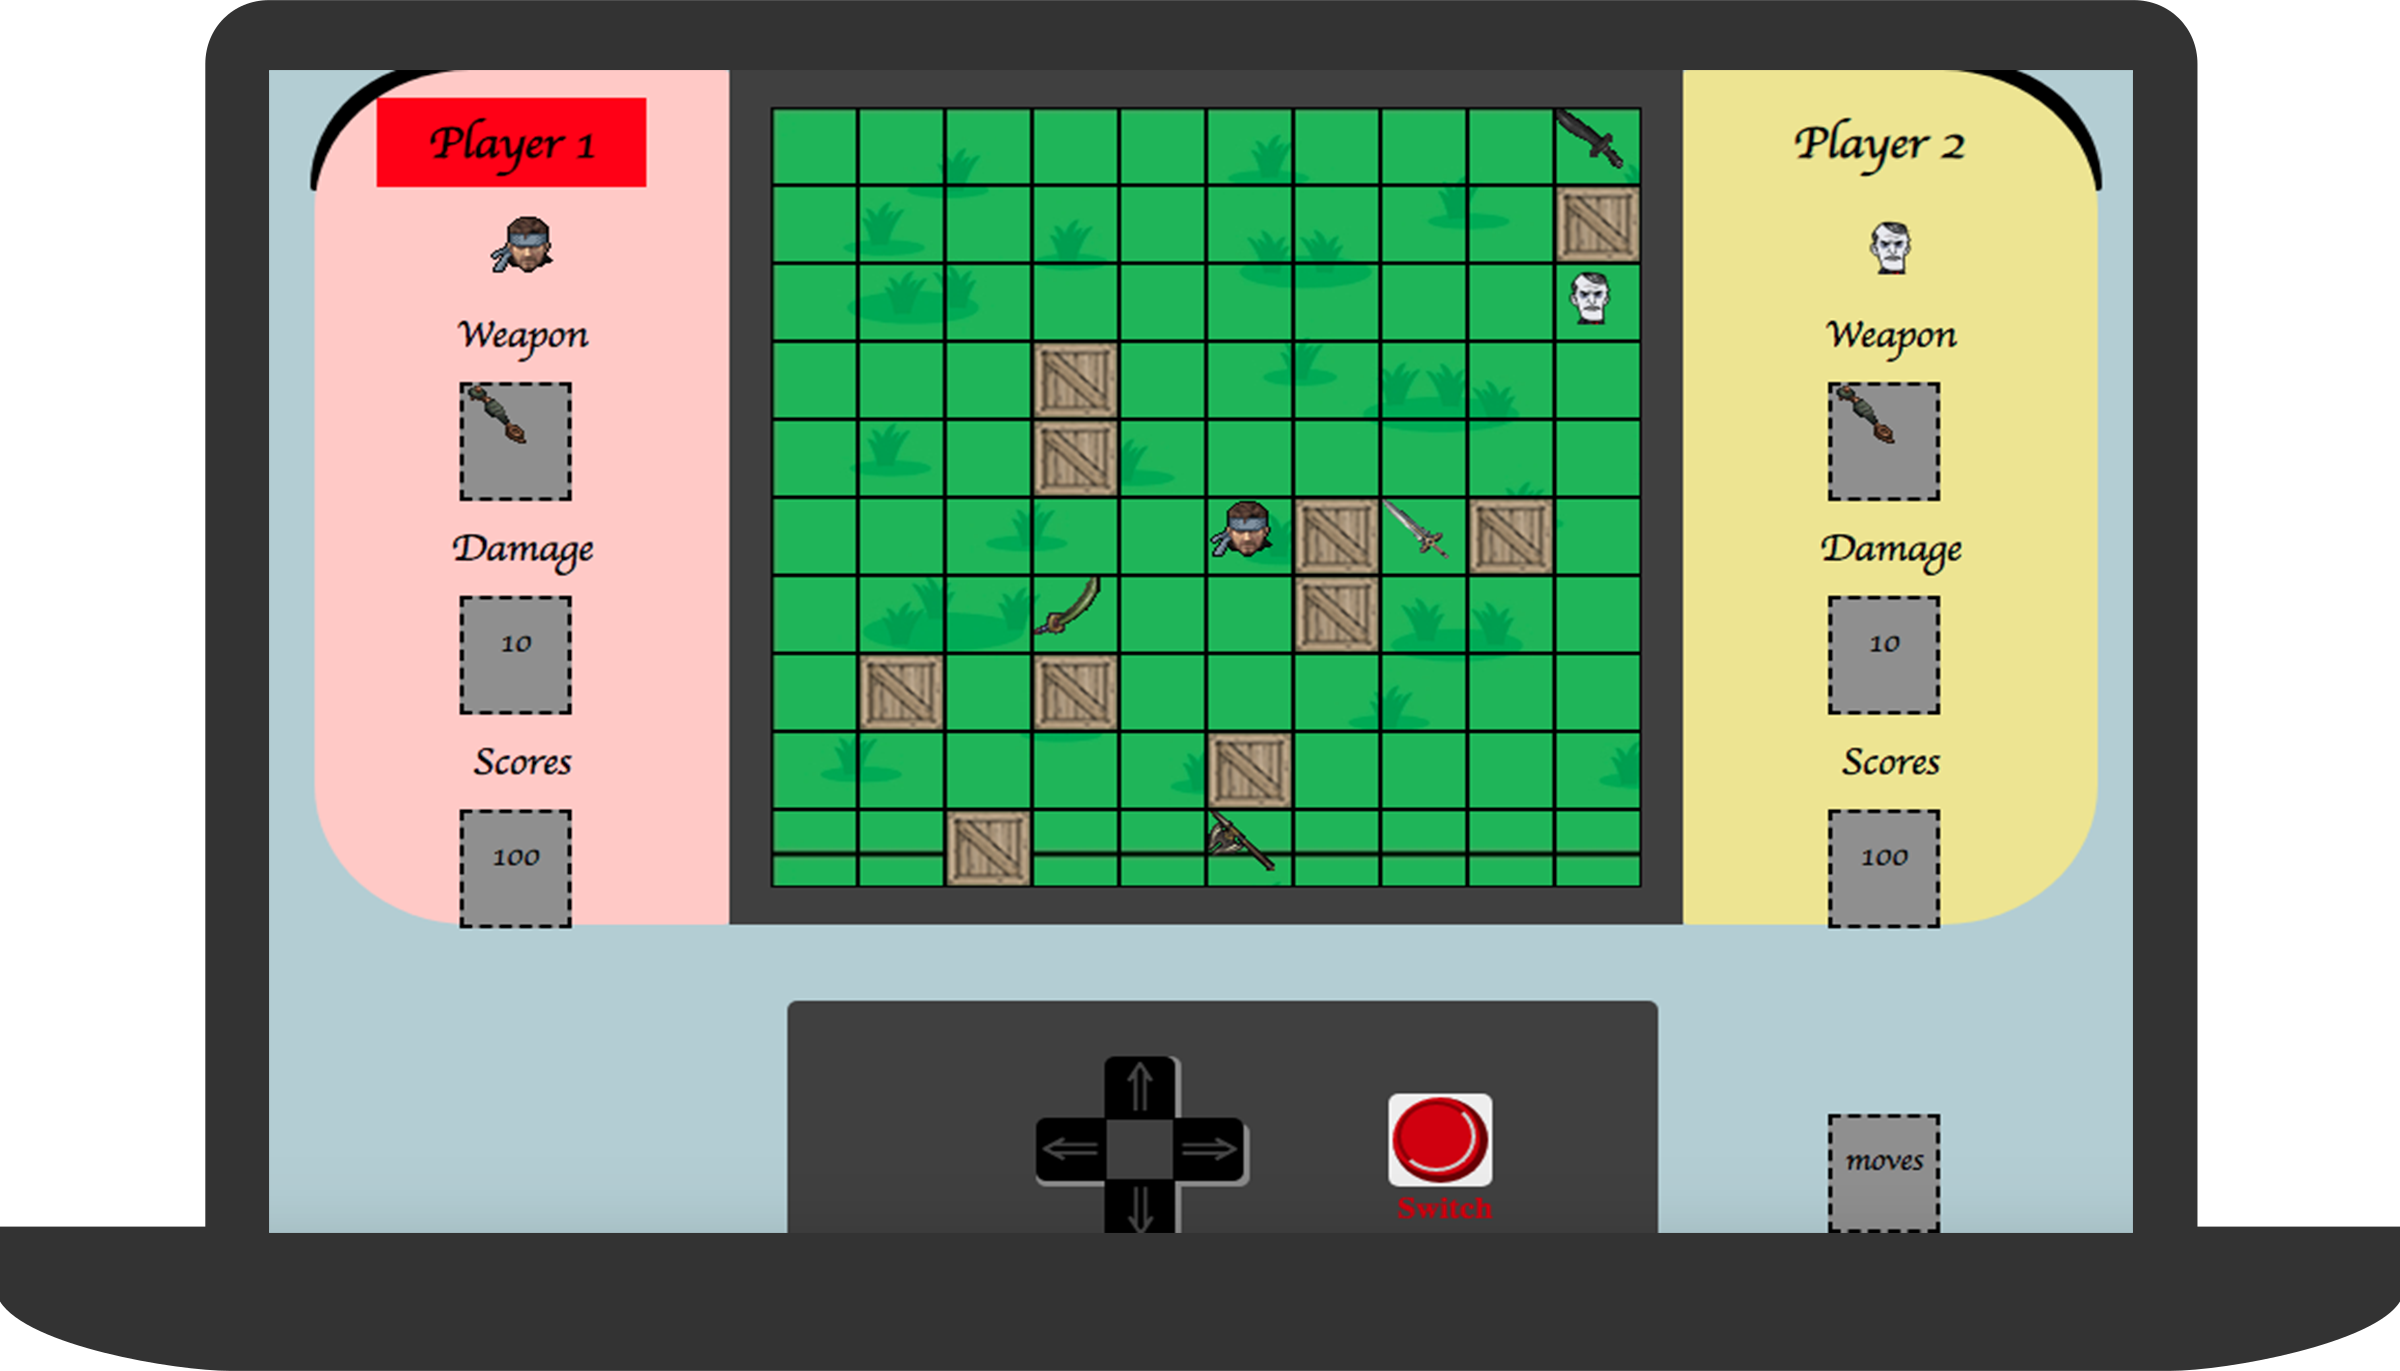 Player 1
Weapon
Damage
10
Scores
100
Player 2
Weapon
Damage
10
Scores
100
Switch
moves